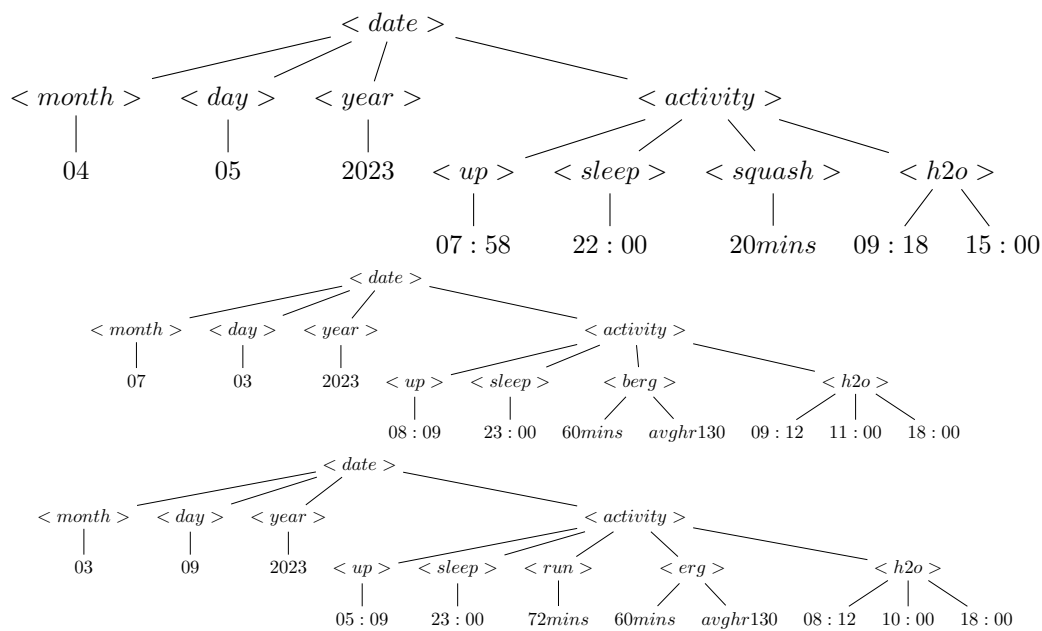 < date >
< month > < day > < year > < activity >
04 05 2023 < up > < sleep > < squash > < h2o >
07 : 58 22 : 00 20mins 09 : 18 15 : 00
< date >
< month > < day > < year > < activity >
07 03 2023 < up > < sleep > < berg > < h2o >
08 : 09 23 : 00 60mins avghr130 09 : 12 11 : 00 18 : 00
< date >
< month > < day > < year > < activity >
03 09 2023 < up > < sleep > < run > < erg > < h2o >
05 : 09 23 : 00 72mins 60mins avghr130 08 : 12 10 : 00 18 : 00